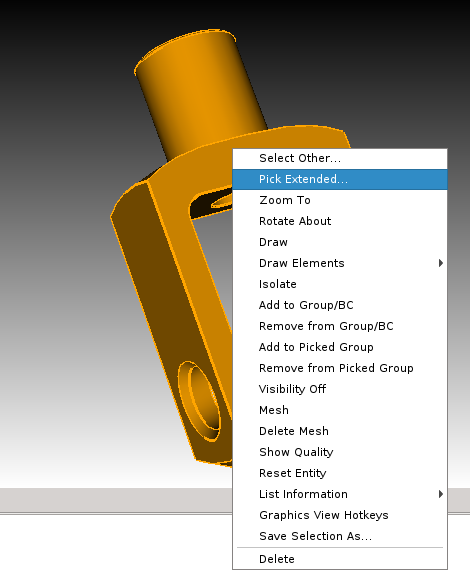 Select Other...
Pick Extended...
Zoom To
Rotate About
Draw
Draw Elements
Isolate
Add to Group/BC
Remove from Group/BC
Add to Picked Group
Remove from Picked Group
Visibility Off
Mesh
Delete Mesh
Show Quality
Reset Entity
List Information
Graphics View Hotkeys
Save Selection As...
Delete